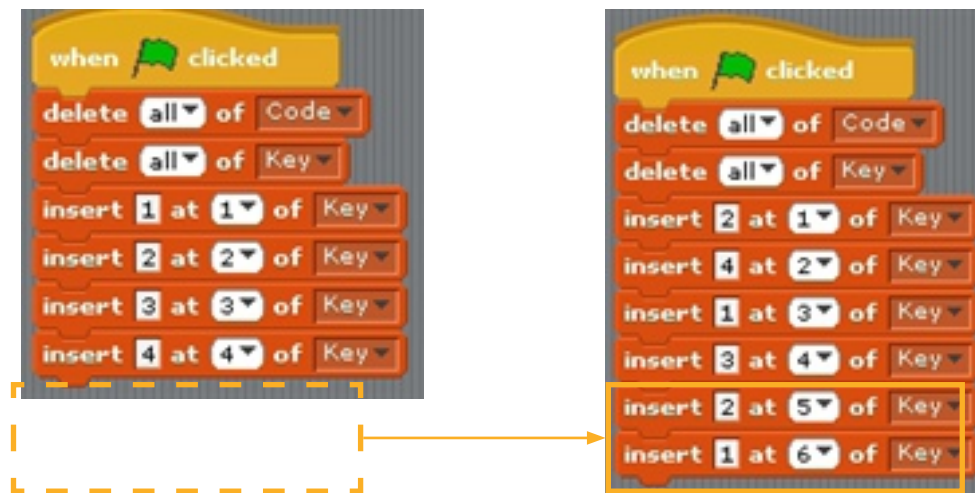 when clicked
delete all of Code
delete all of Key
insert 1 at 1 of Key
insert 2 at 2 of Key
insert 3 at 3 of Key
insert 4 at 4 of Key
when clicked
delete all of Code
delete all of Key
insert 2 at 1 of Key
insert 4 at 2 of Key
insert 1 at 3 of Key
insert 3 at 4 of Key
insert 2 at 5 of Key
insert 1 at 6 of Key